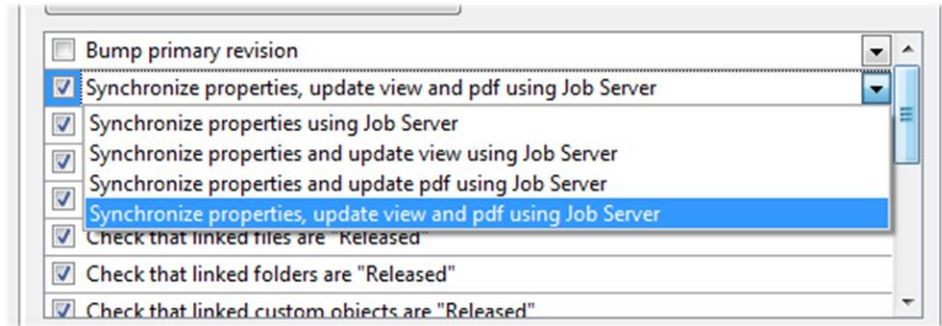 Bump primary revision
Synchronize properties, update view and pdf using Job Server
Synchronize properties using Job Server
Synchronize properties and update view using Job Server
Synchronize properties and update pdf using Job Server
Synchronize properties, update view and pdf using Job Server
Check that linked files are "Released"
Check that linked folders are "Released"
Check that linked custom objects are "Released"